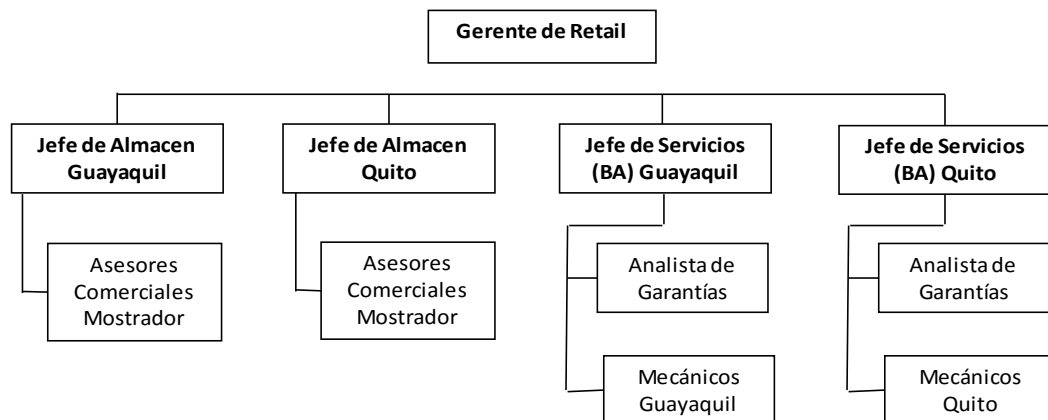 Gerente de Retail
Jefe de Almacen
Guayaquil
Jefe de Almacen
Quito
Jefe de Servicios
(BA) Guayaquil
Jefe de Servicios
(BA) Quito
Asesores
Comerciales
Mostrador
Asesores
Comerciales
Mostrador
Analista de
Garantías
Analista de
Garantías
Mecánicos
Guayaquil
Mecánicos
Quito